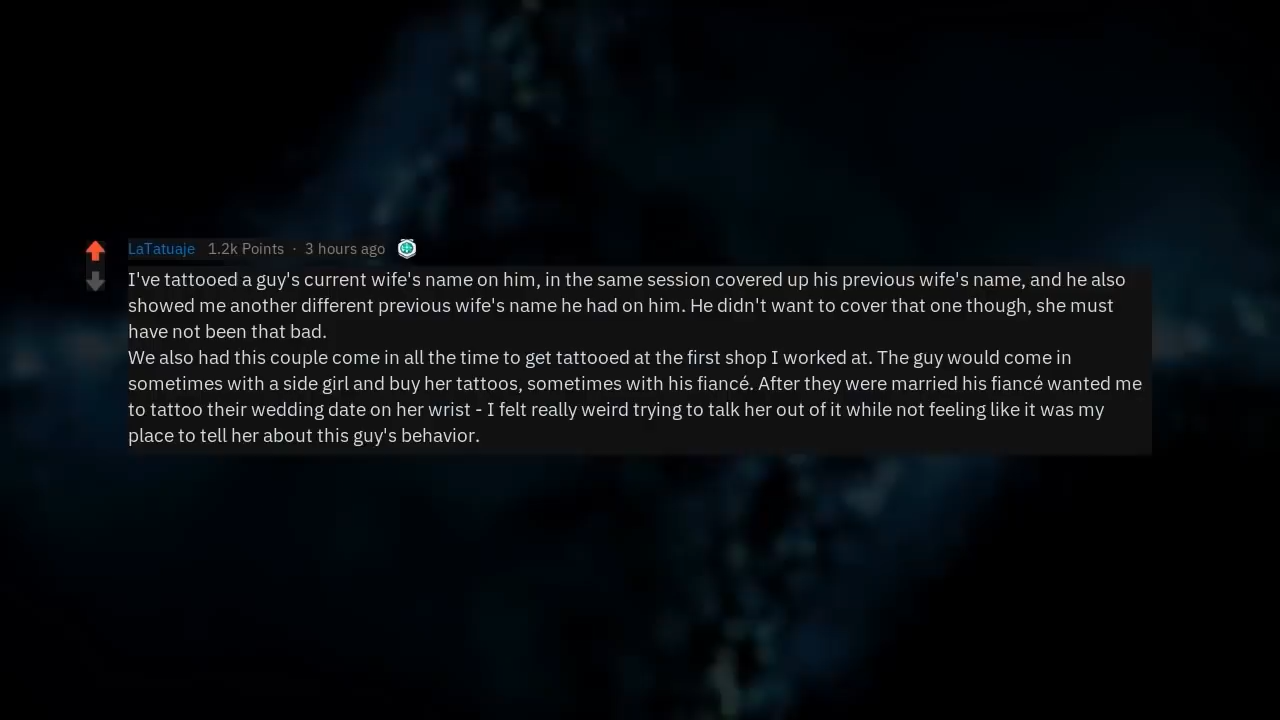 LaTatuaje 1.2k Points · 3 hours ago
I've tattooed a guy's current wife's name on him, in the same session covered up his previous wife's name, and he also
showed me another different previous wife's name he had on him. He didn't want to cover that one though, she must
have not been that bad.
We also had this couple come in all the time to get tattooed at the first shop I worked at. The guy would come in
sometimes with a side girl and buy her tattoos, sometimes with his fiancé. After they were married his fiancé wanted me
to tattoo their wedding date on her wrist - I felt really weird trying to talk her out of it while not feeling like it was my
place to tell her about this guy's behavior.